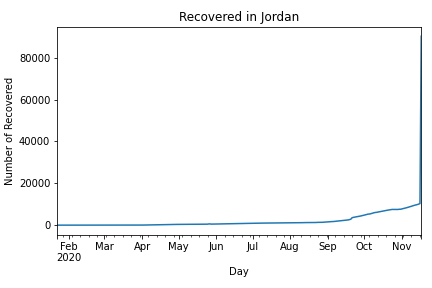 Recovered in Jordan
Number of Recovered
80000
60000
40000
20000
0
Feb Mar Apr May Jun Jul Aug Sep Oct Nov
2020
Day